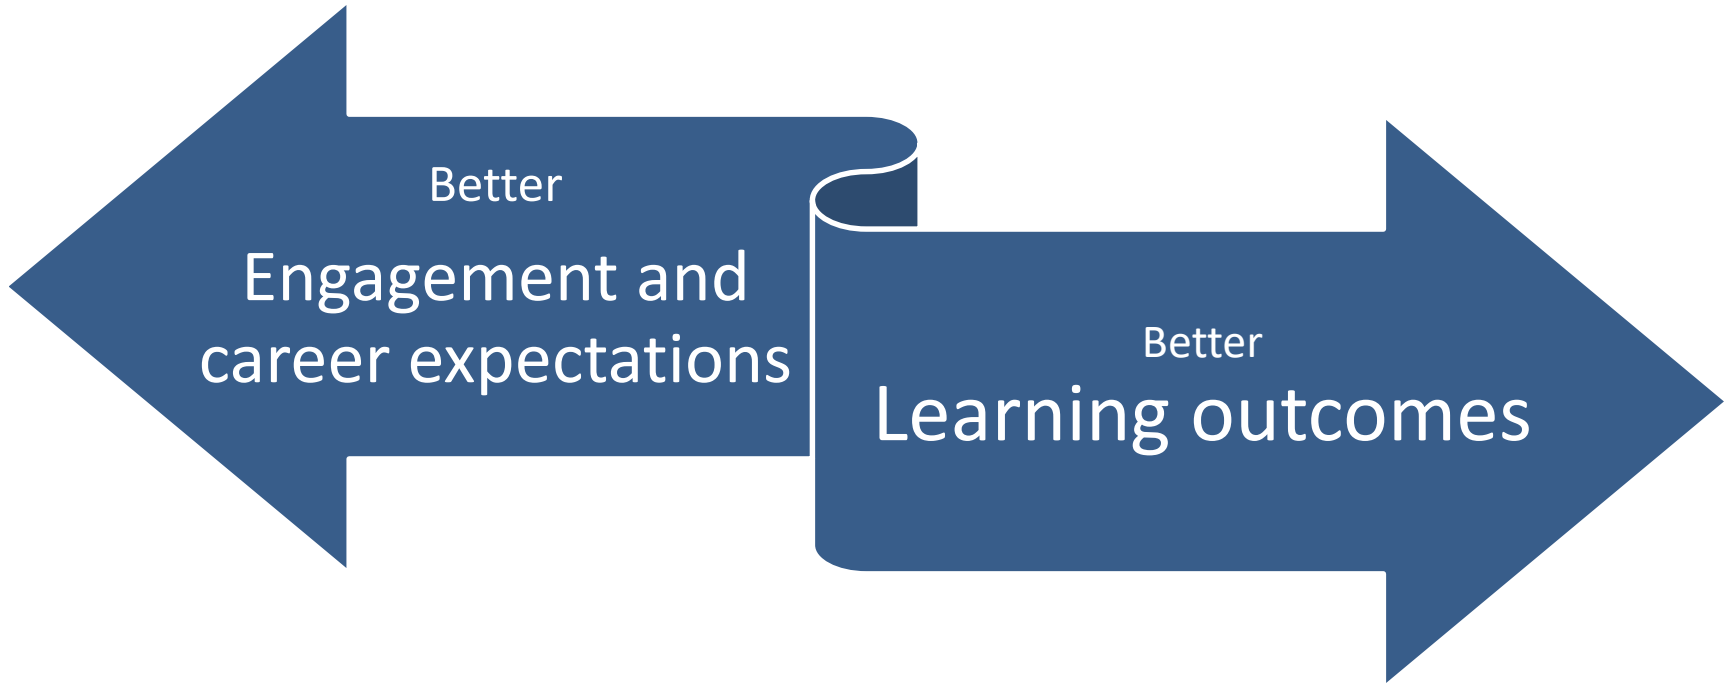 Better
Engagement and
career expectations
Better
Learning outcomes